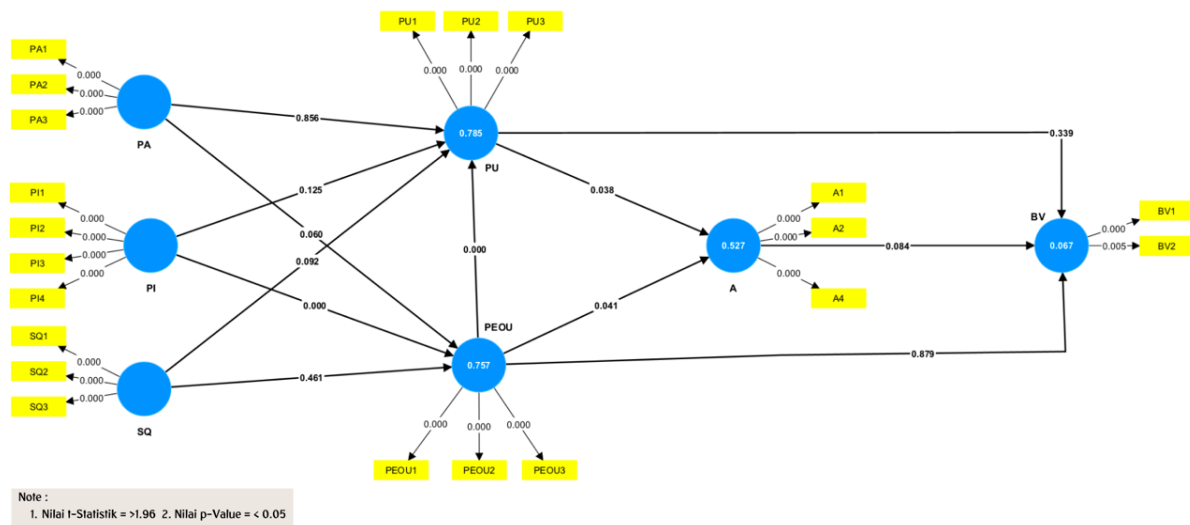 PU1 PU2 PU3
PA1
PA2
PA3
0.000
0.000
0.000
PA
0.000 0.000 0.000
0.785
PU
0.856
0.339
PI1
PI2
PI3
PI4
0.000
0.000
0.000
0.000
PI
0.125
0.060
0.092
0.000
0.000
0.038
0.041
A1
A2
A4
0.000
0.000
0.000
0.527
A
0.084
BV
0.067
0.000
0.005
BV1
BV2
SQ1
SQ2
SQ3
0.000
0.000
0.000
SQ
0.461
PEOU
0.757
0.879
0.000 0.000 0.000
PEOU1 PEOU2 PEOU3
Note :
1. Nilai t-Statistik = >1.96 2. Nilai p-Value = < 0.05